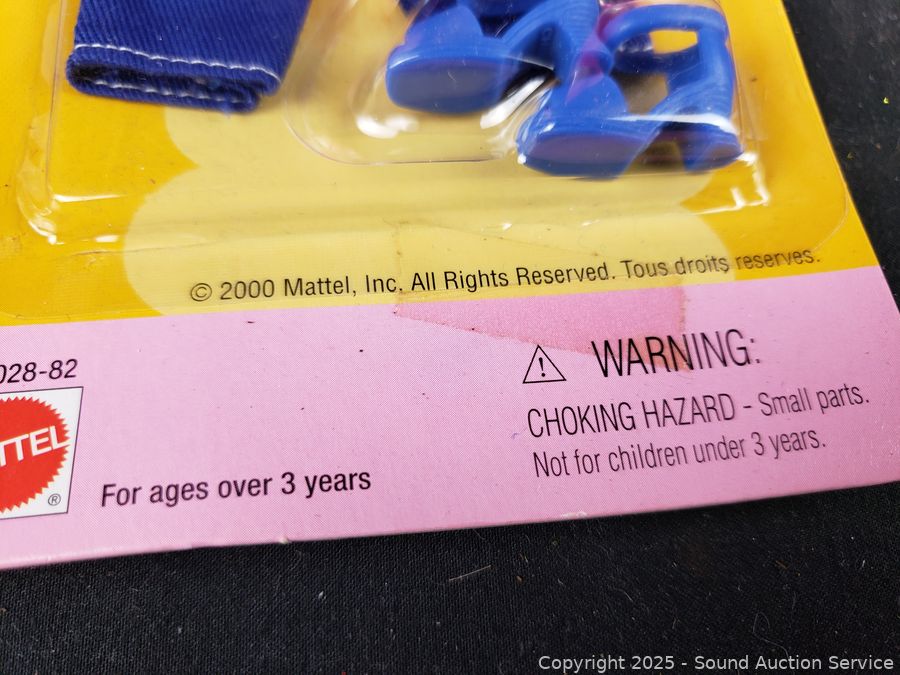 © 2000 Mattel, Inc. All Rights Reserved. Tous droits reserves.
028-82
TTEL
®
For ages over 3 years
WARNING:
CHOKING HAZARD - Small parts.
Not for children under 3 years.
Copyright © 2025 - Sound Auction Service